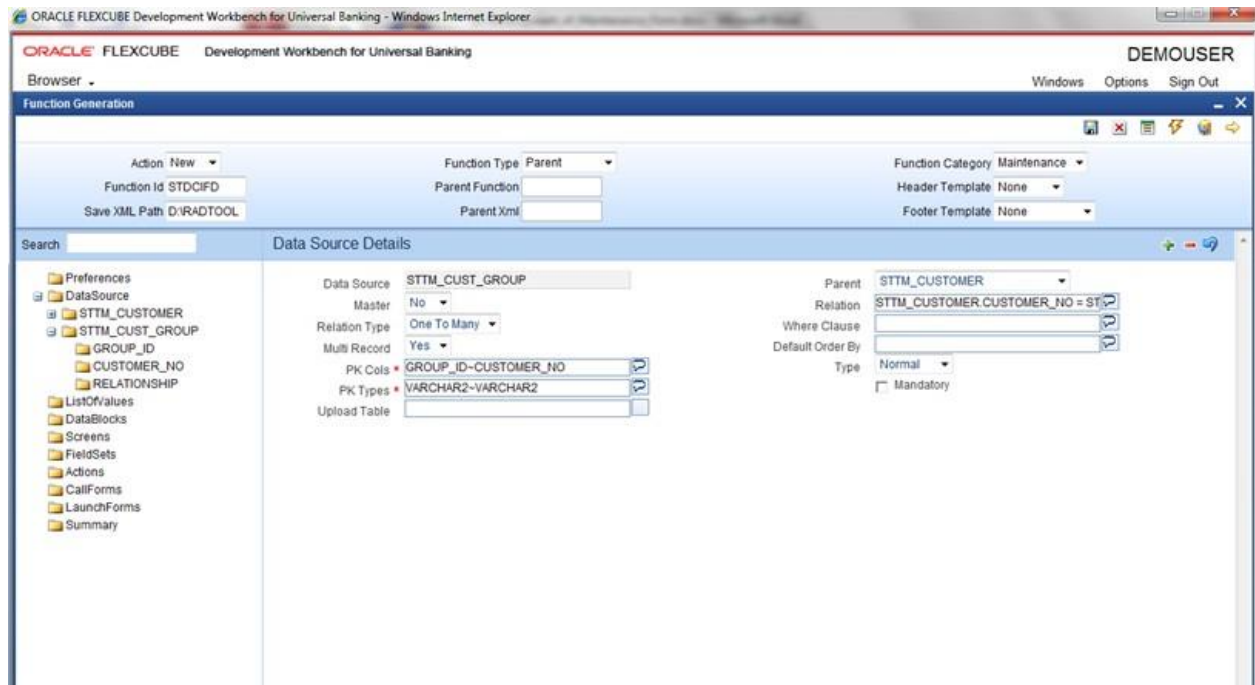 ORACLE FLEXCUBE Development Workbench for Universal Banking - Windows Internet Explorer
ORACLE FLEXCUBE Development Workbench for Universal Banking DEMOUSER
Browser Windows Options Sign Out
Function Generation
Action New Function Type Parent Function Category Maintenance
Function Id STDCIFD Parent Function Header Template None
Save XML Path D:\RADTOOL Parent Xml Footer Template None
Search Data Source Details
Preferences
DataSource
STTM_CUSTOMER
STTM_CUST_GROUP
GROUP_ID
CUSTOMER_NO
RELATIONSHIP
ListOfValues
DataBlocks
Screens
FieldSets
Actions
CallForms
LaunchForms
Summary
Data Source STTM_CUST_GROUP Parent STTM_CUSTOMER
Master No Relation STTM_CUSTOMER.CUSTOMER_NO = ST
Relation Type One To Many Where Clause
Multi Record Yes Default Order By
PK Cols * GROUP_ID~CUSTOMER_NO Type Normal
PK Types * VARCHAR2~VARCHAR2 Mandatory
Upload Table